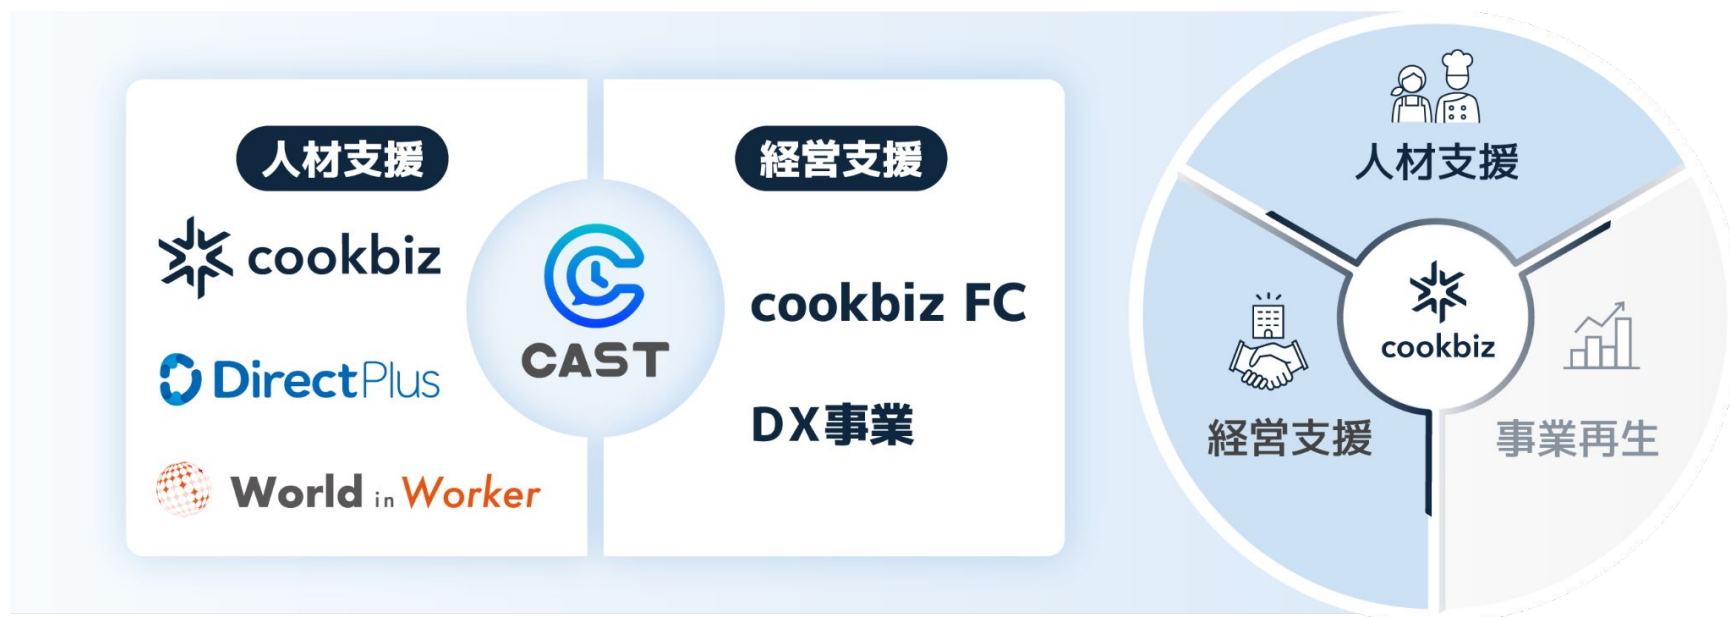 人材支援
cookbiz
DirectPlus
World in Worker
CAST
経営支援
cookbiz FC
DX事業
人材支援
経営支援
cookbiz
事業再生